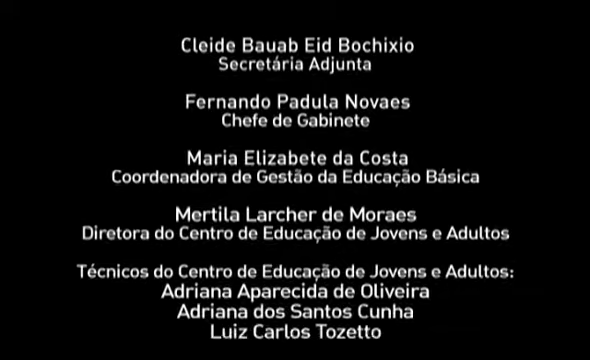 Cleide Bauab Eid Bochixio
Secretária Adjunta
Fernando Padula Novaes
Chefe de Gabinete
Maria Elizabete da Costa
Coordenadora de Gestão da Educação Básica
Mertila Larcher de Moraes
Diretora do Centro de Educação de Jovens e Adultos
Técnicos do Centro de Educação de Jovens e Adultos:
Adriana Aparecida de Oliveira
Adriana dos Santos Cunha
Luiz Carlos Tozetto